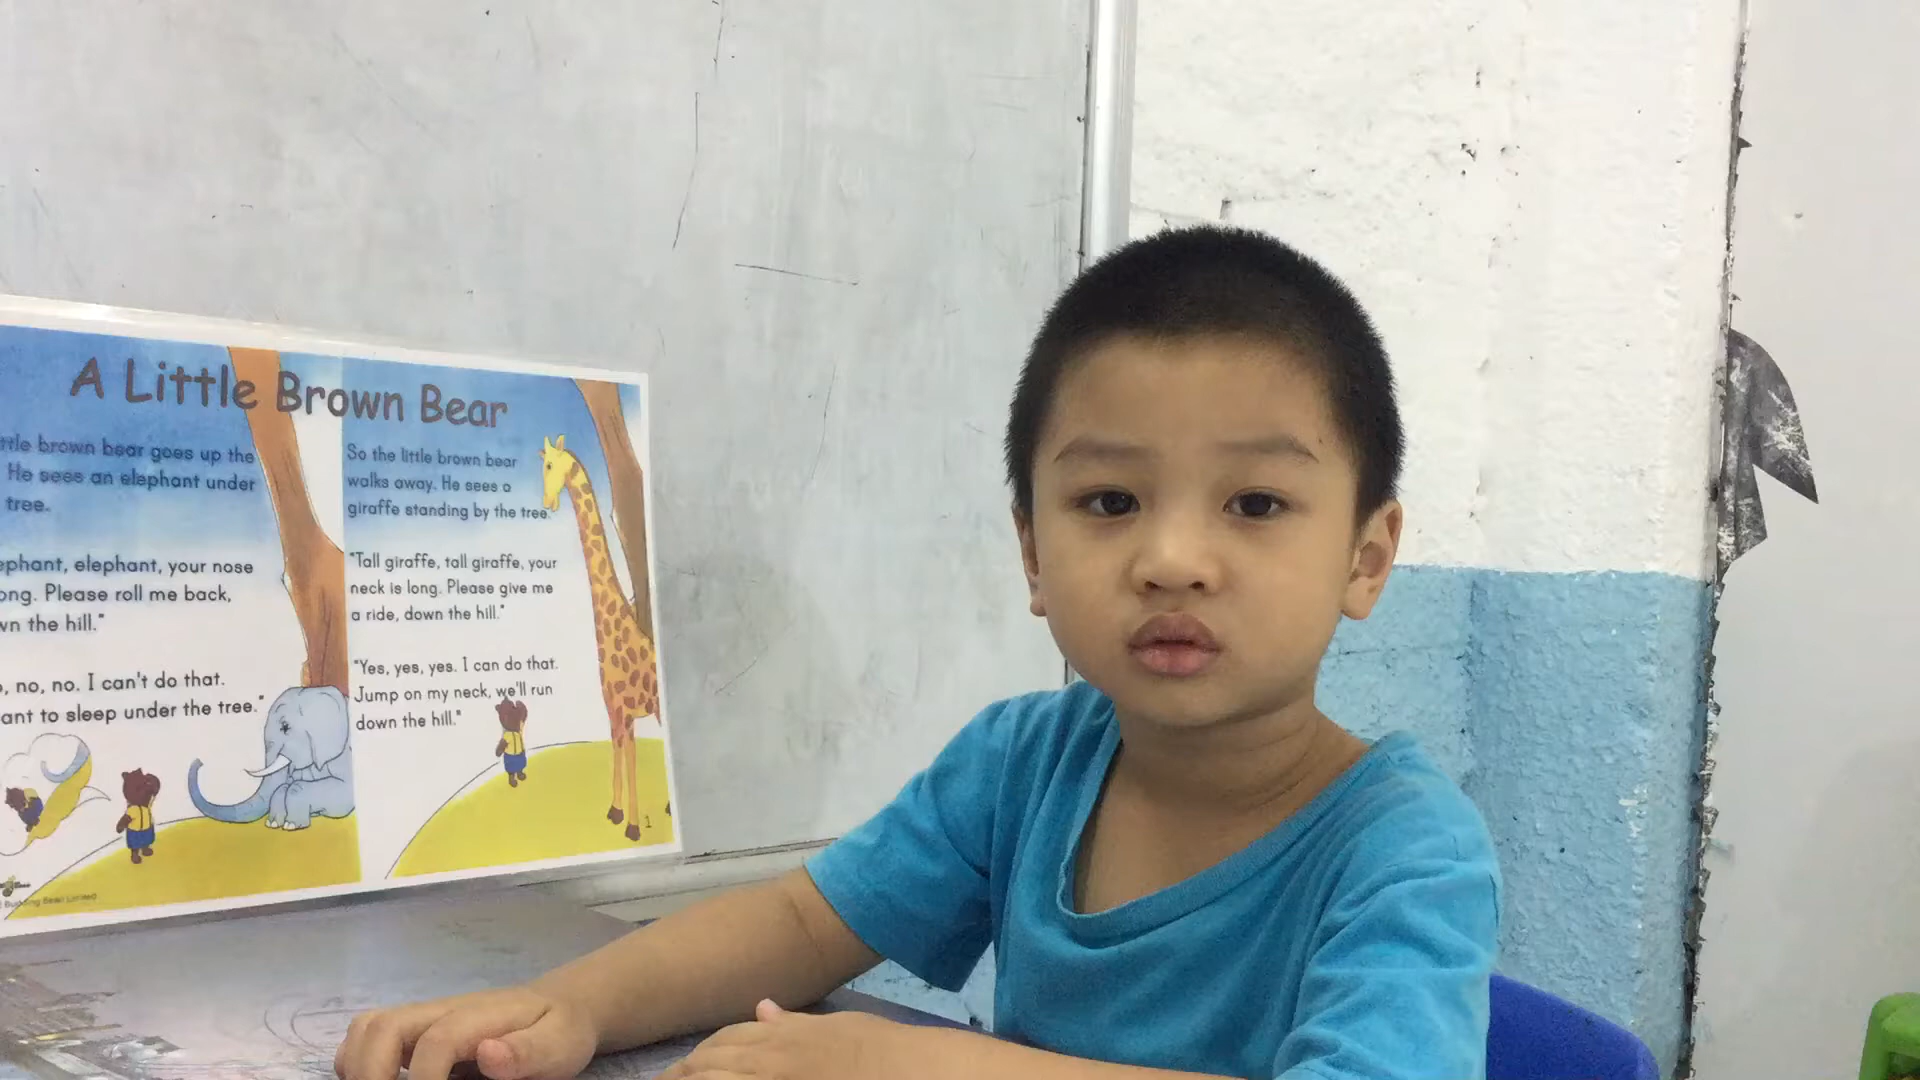 A Little Brown Bear
ttle brown bear goes up the
He sees an elephant under
tree.
ephant, elephant, your nose
ong. Please roll me back,
wn the hill."
, no, no. I can't do that.
ant to sleep under the tree."
So the little brown bear
walks away. He sees a
giraffe standing by the tree.
"Tall giraffe, tall giraffe, your
neck is long. Please give me
a ride, down the hill."
"Yes, yes, yes. I can do that.
Jump on my neck, we'll run
down the hill."
1
Limited